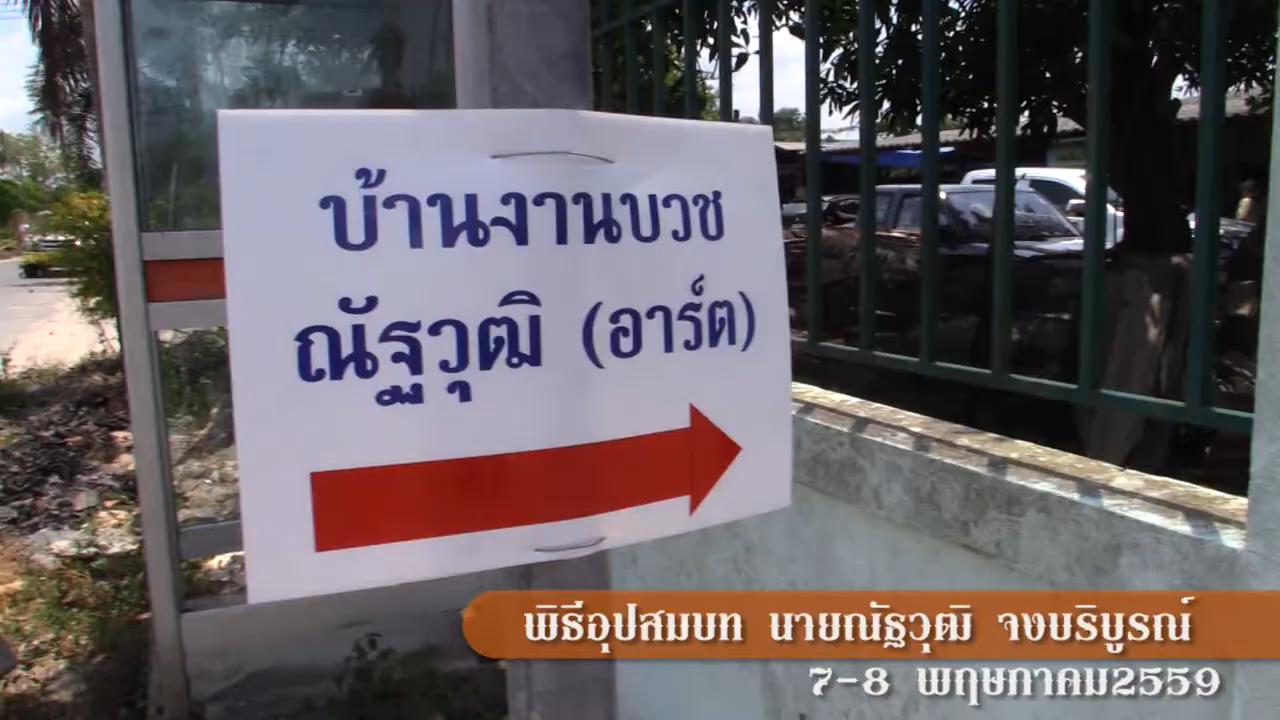 บ้านงานบวช
ณัฐวุฒิ (อาร์ต)
พิธีอุปสมบท นายณัฐวุฒิ จงบริบูรณ์
7-8 พฤษภาคม2559